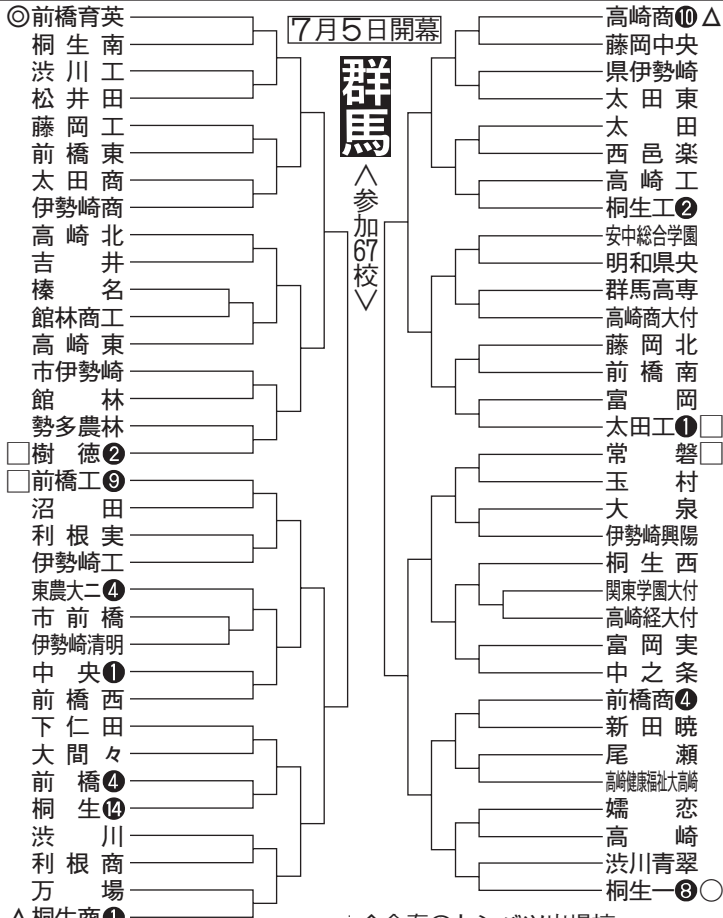 7月5日開幕
群馬
＜参加67校＞
◎前橋育英
桐生南
渋川工
松井田
藤岡工
前橋東
太田商
伊勢崎商
高崎北
吉井
榛名
館林商工
高崎東
市伊勢崎
館林
勢多農林
□樹徳❷
□前橋工❾
沼田
利根実
伊勢崎工
東農大二❹
市前橋
伊勢崎清明
中央❶
前橋西
下仁田
大間々
前橋❹
桐生⓮
渋川
利根商
万場
△桐生商❶
高崎商❿△
藤岡中央
県伊勢崎
太田東
太田
西邑楽
高崎工
桐生工❷
安中総合学園
明和県央
群馬高専
高崎商大付
藤岡北
前橋南
富岡
太田工❶□
常磐□
玉村
大泉
伊勢崎興陽
桐生西
関東学園大付
高崎経大付
富岡実
中之条
前橋商❹
新田暁
尾瀬
高崎健康福祉大高崎
嬬恋
高崎
渋川青翠
桐生一❽○